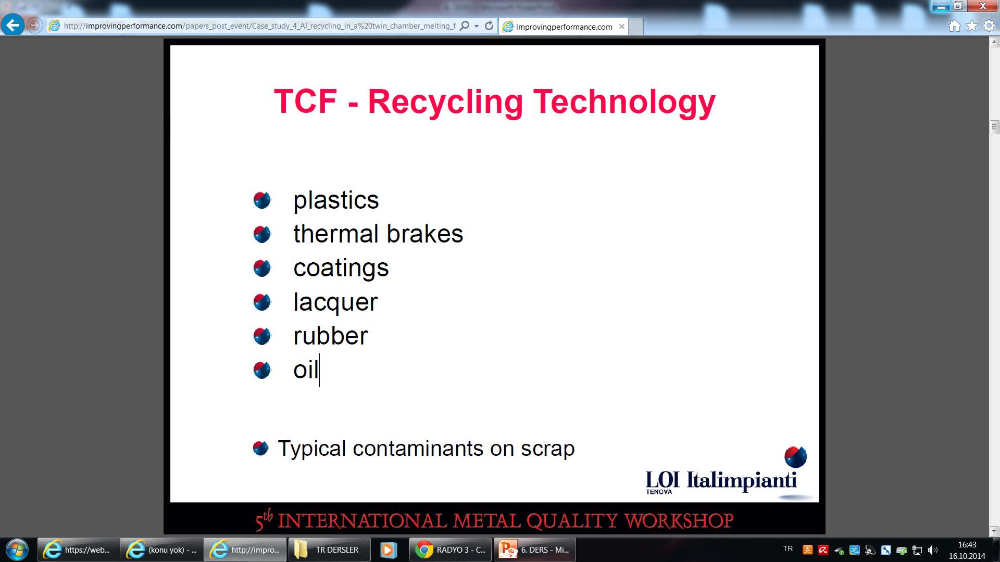 http://improvingperformance.com/papers_post_event/Case_study_4_Al_recycling_in_a%20twin_chamber_melting_f
improvingperformance.com
TCF - Recycling Technology
plastics
thermal brakes
coatings
lacquer
rubber
oil
Typical contaminants on scrap
LOI Italimpianti
TENOVA
5th INTERNATIONAL METAL QUALITY WORKSHOP
https://web...
(konu yok) - ...
http://impro...
TR DERSLER
RADYO 3 - C...
6. DERS - Mi...
TR
16:43
16.10.2014